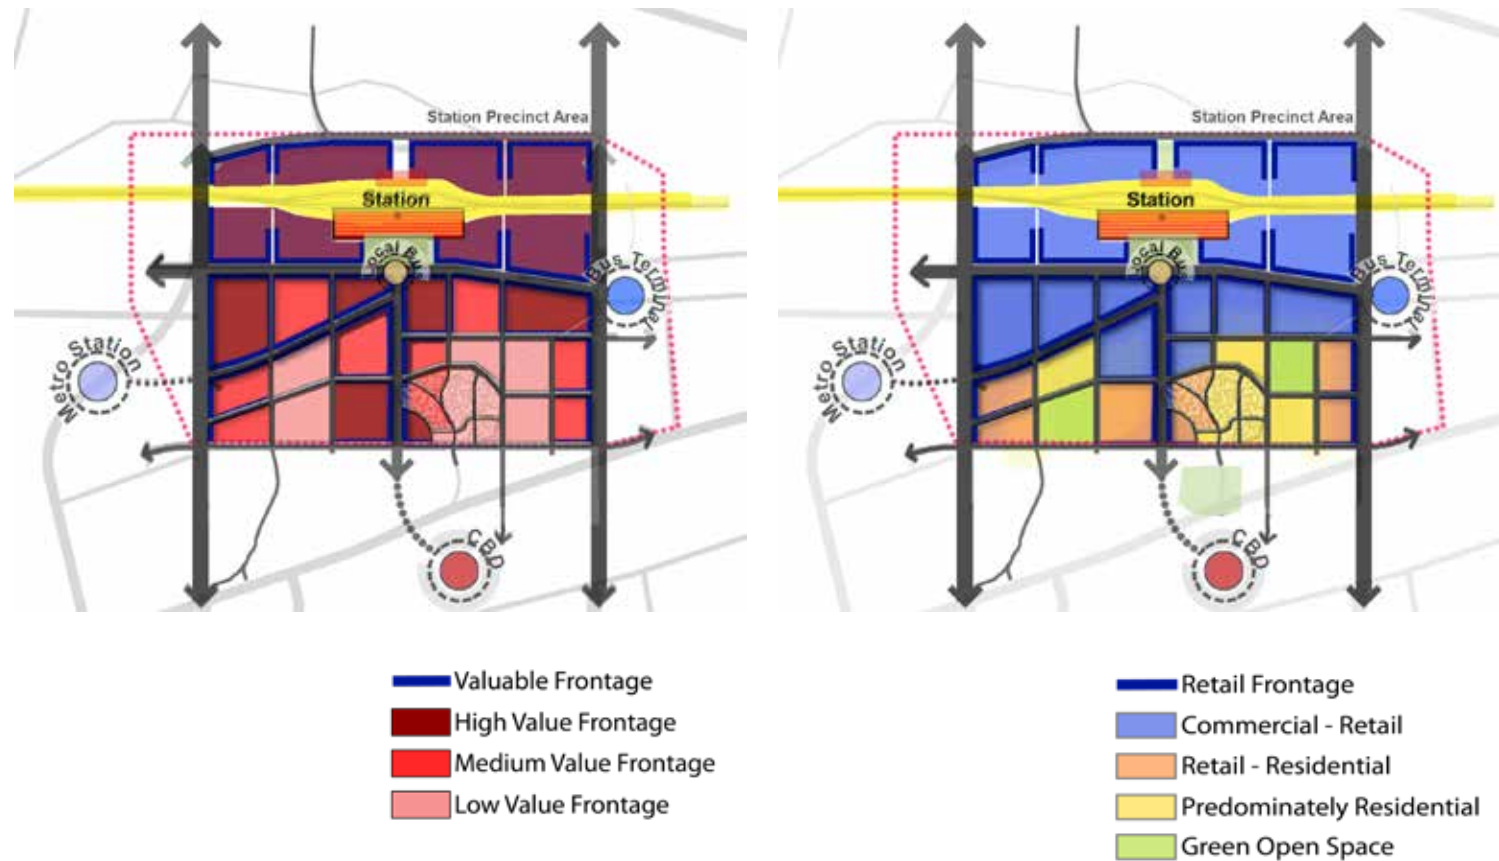 Station Precinct Area
Station
Local Bus
Bus Terminal
Metro Station
CBD
Valuable Frontage
High Value Frontage
Medium Value Frontage
Low Value Frontage
Station Precinct Area
Station
Local Bus
Bus Terminal
Metro Station
CBD
Retail Frontage
Commercial - Retail
Retail - Residential
Predominately Residential
Green Open Space